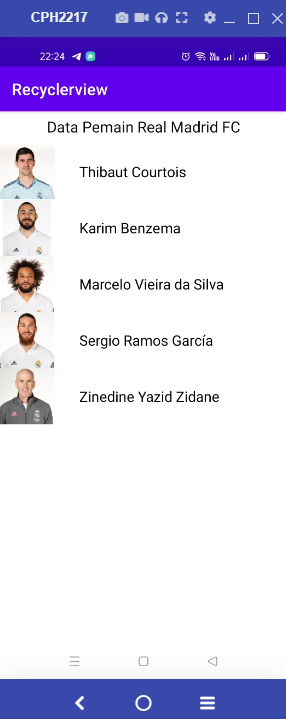 CPH2217
22:24
Recyclerview
Data Pemain Real Madrid FC
Thibaut Courtois
Karim Benzema
Marcelo Vieira da Silva
Sergio Ramos García
Zinedine Yazid Zidane